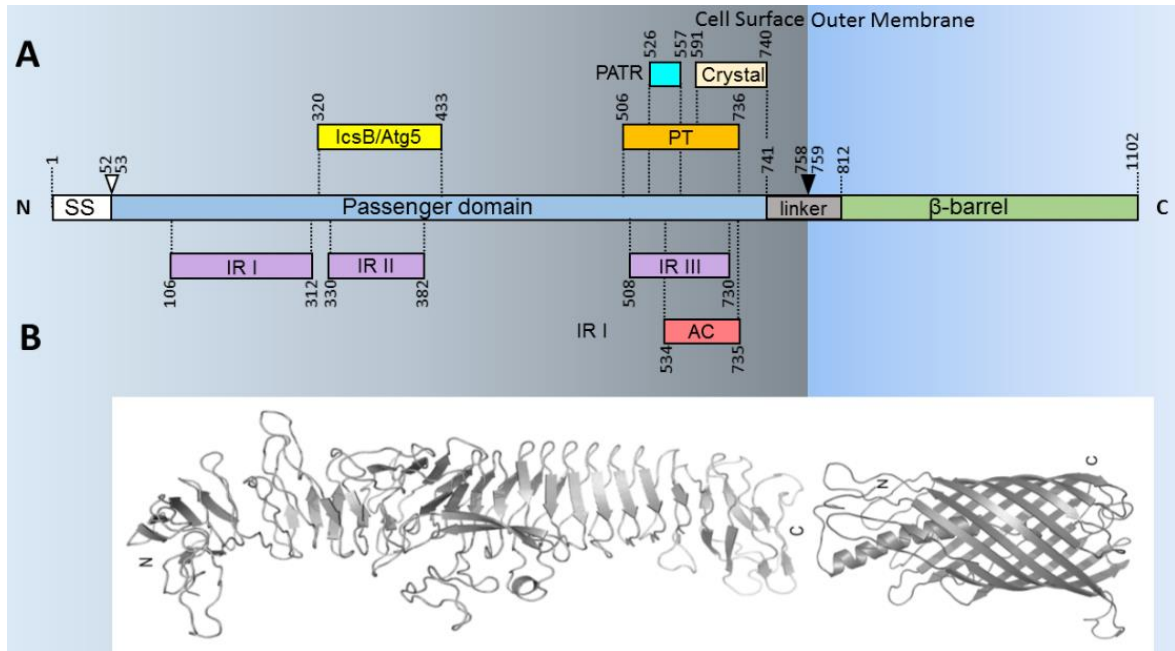 Cell Surface Outer Membrane
A
526
557
591
740
PATR
Crystal
320
433
506
736
IcsB/Atg5
PT
1
52
53
741
758
759
812
1102
N
SS
Passenger domain
linker
β-barrel
C
IR I
IR II
IR III
106
312
330
382
508
730
B
IR I
AC
534
735
N
C
N
C